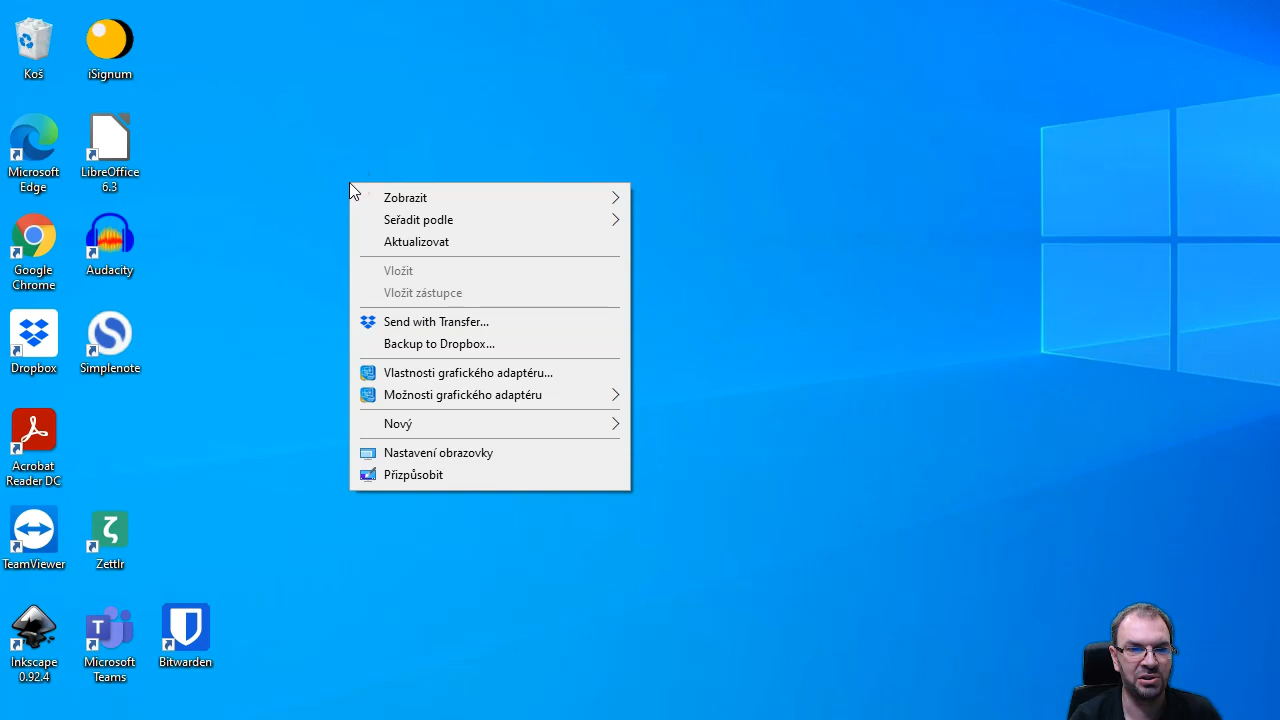 Koš
iSignum
Microsoft
Edge
LibreOffice
6.3
Google
Chrome
Audacity
Dropbox
Simplenote
Acrobat
Reader DC
TeamViewer
Zettlr
Inkscape
0.92.4
Microsoft
Teams
Bitwarden
Zobrazit
Seřadit podle
Aktualizovat
Vložit
Vložit zástupce
Send with Transfer...
Backup to Dropbox...
Vlastnosti grafického adaptéru...
Možnosti grafického adaptéru
Nový
Nastavení obrazovky
Přizpůsobit